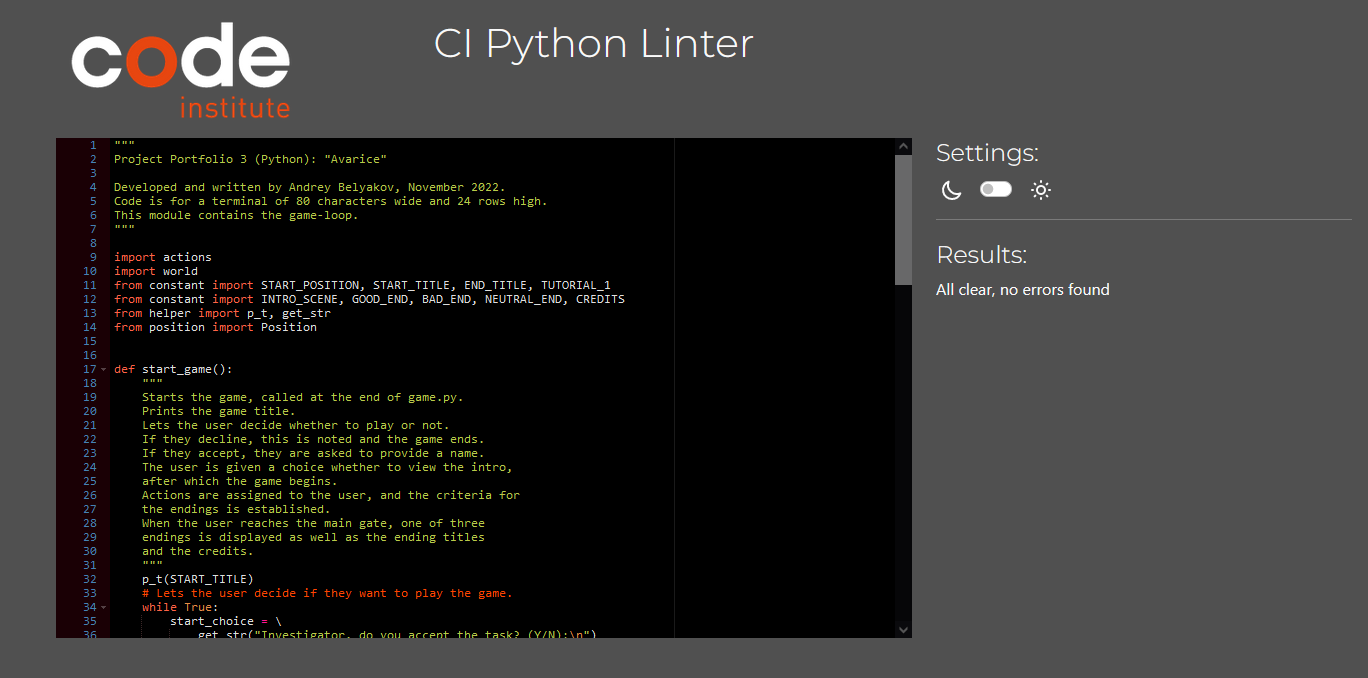 code
institute
CI Python Linter
1 """
2 Project Portfolio 3 (Python): "Avarice"
3
4 Developed and written by Andrey Belyakov, November 2022.
5 Code is for a terminal of 80 characters wide and 24 rows high.
6 This module contains the game-loop.
7 """
8
9 import actions
10 import world
11 from constant import START_POSITION, START_TITLE, END_TITLE, TUTORIAL_1
12 from constant import INTRO_SCENE, GOOD_END, BAD_END, NEUTRAL_END, CREDITS
13 from helper import p_t, get_str
14 from position import Position
15
16
17 def start_game():
18 """
19 Starts the game, called at the end of game.py.
20 Prints the game title.
21 Lets the user decide whether to play or not.
22 If they decline, this is noted and the game ends.
23 If they accept, they are asked to provide a name.
24 The user is given a choice whether to view the intro,
25 after which the game begins.
26 Actions are assigned to the user, and the criteria for
27 the endings is established.
28 When the user reaches the main gate, one of three
29 endings is displayed as well as the ending titles
30 and the credits.
31 """
32 p_t(START_TITLE)
33 # Lets the user decide if they want to play the game.
34 while True:
35 start_choice = \
36 get_str("Investigator, do you accept the task? (Y/N):\n")
Settings:
Results:
All clear, no errors found